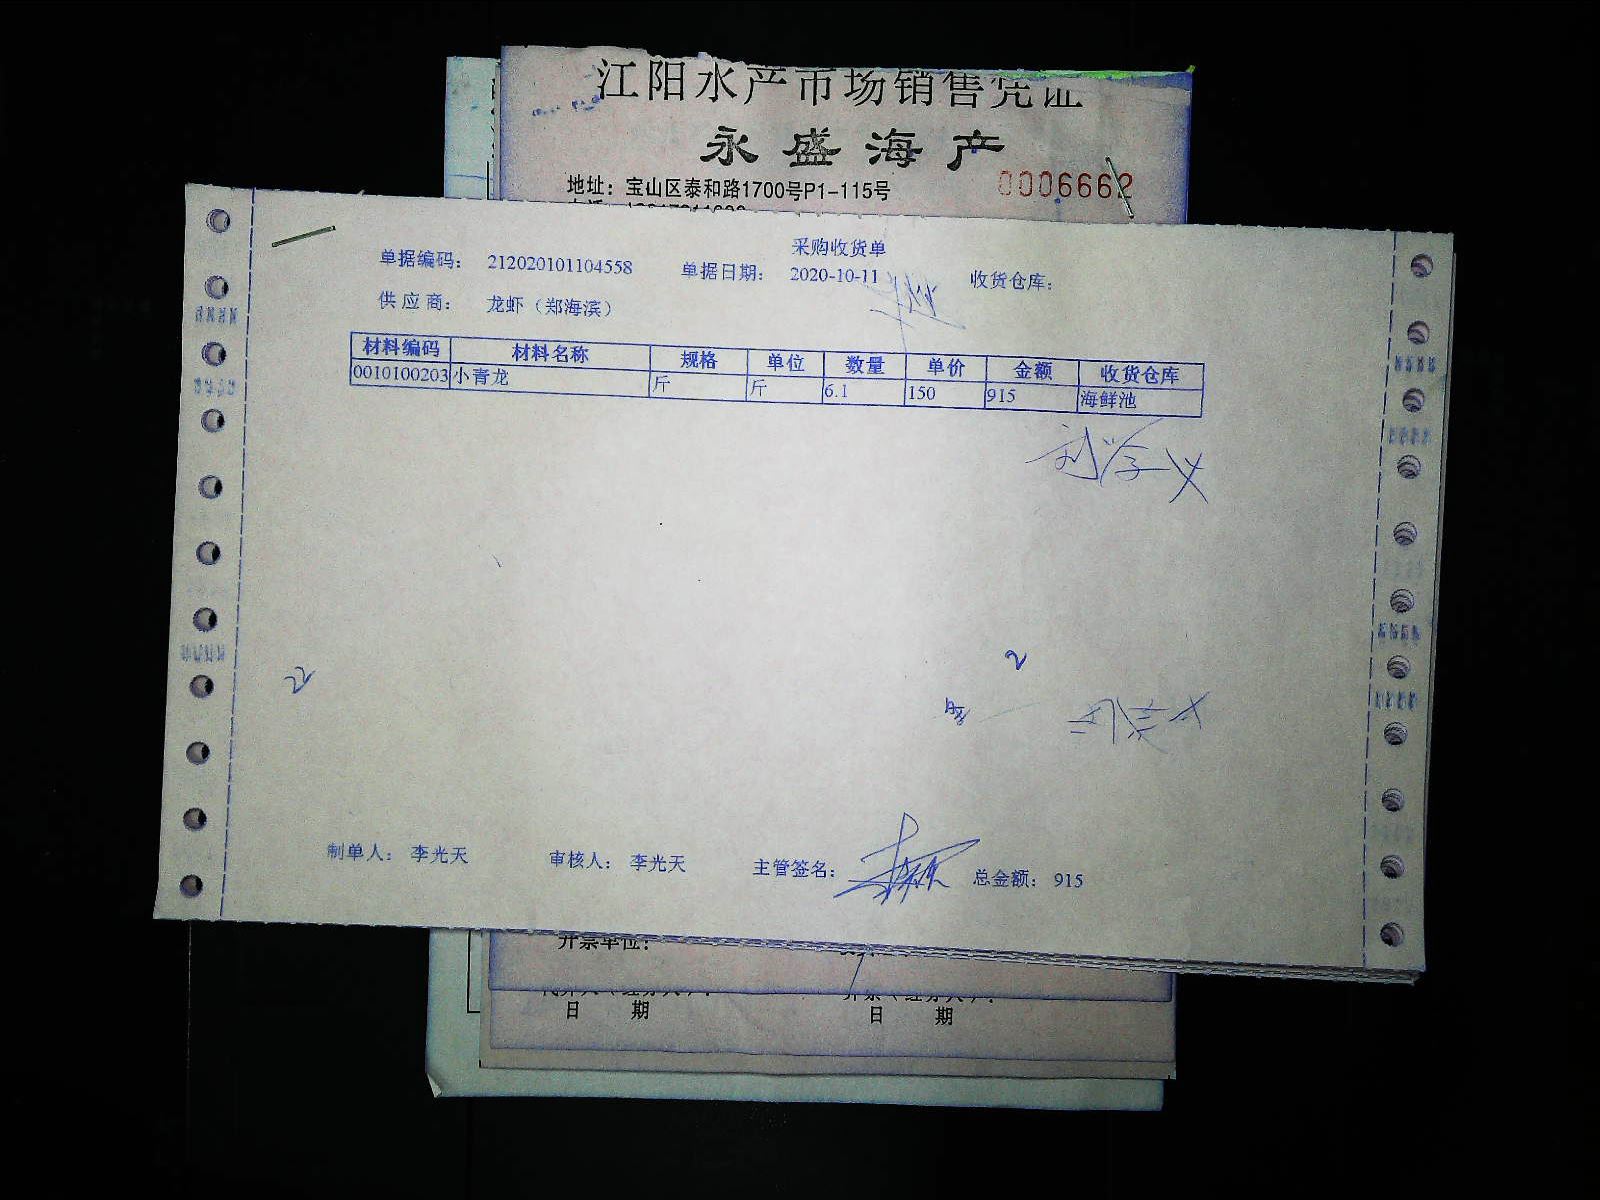 江阳水产市场销售凭证
永盛海产
地址：宝山区泰和路1700号P1-115号
0006662
采购收货单
单据编码： 212020101104558 单据日期： 2020-10-11 收货仓库：
供应商： 龙虾（郑海滨）
材料编码 材料名称 规格 单位 数量 单价 金额 收货仓库
0010100203 小青龙 斤 斤 6.1 150 915 海鲜池
2
制单人： 李光天 审核人： 李光天 主管签名： 总金额： 915
开票单位：
日 期 日 期